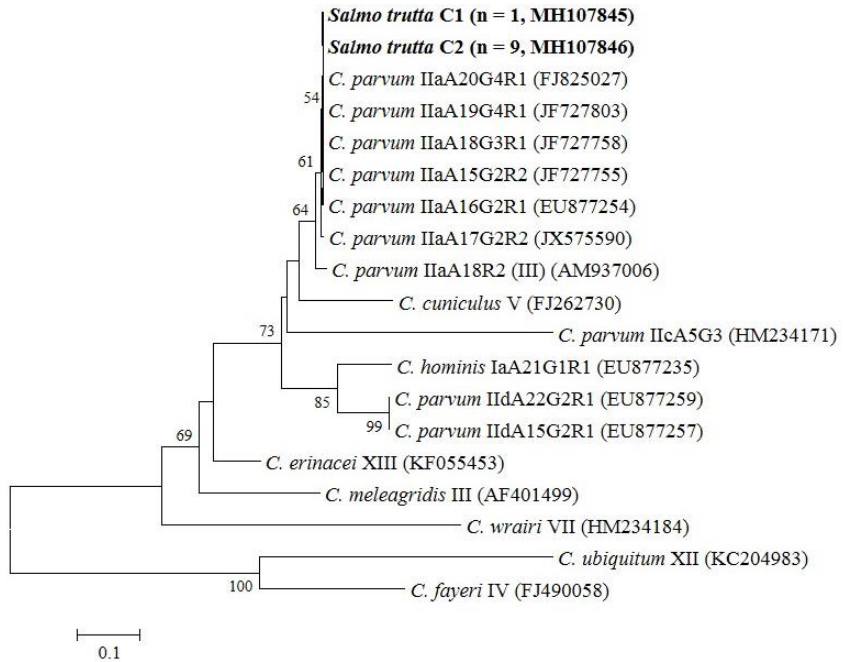 Salmo trutta C1 (n = 1, MH107845)
Salmo trutta C2 (n = 9, MH107846)
C. parvum IIaA20G4R1 (FJ825027)
54
C. parvum IIaA19G4R1 (JF727803)
C. parvum IIaA18G3R1 (JF727758)
61
C. parvum IIaA15G2R2 (JF727755)
64
C. parvum IIaA16G2R1 (EU877254)
C. parvum IIaA17G2R2 (JX575590)
C. parvum IIaA18R2 (III) (AM937006)
C. cuniculus V (FJ262730)
73
C. parvum IIcA5G3 (HM234171)
C. hominis IaA21G1R1 (EU877235)
85
C. parvum IIdA22G2R1 (EU877259)
99
C. parvum IIdA15G2R1 (EU877257)
69
C. erinacei XIII (KF055453)
C. meleagridis III (AF401499)
C. wrairi VII (HM234184)
C. ubiquitum XII (KC204983)
100
C. fayeri IV (FJ490058)
0.1